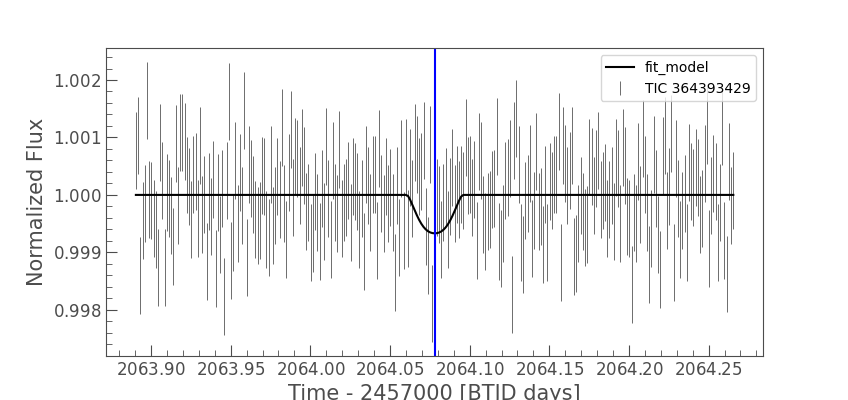 fit_model
TIC 364393429
Normalized Flux
1.002
1.001
1.000
0.999
0.998
2063.90 2063.95 2064.00 2064.05 2064.10 2064.15 2064.20 2064.25
Time - 2457000 [BTJD days]